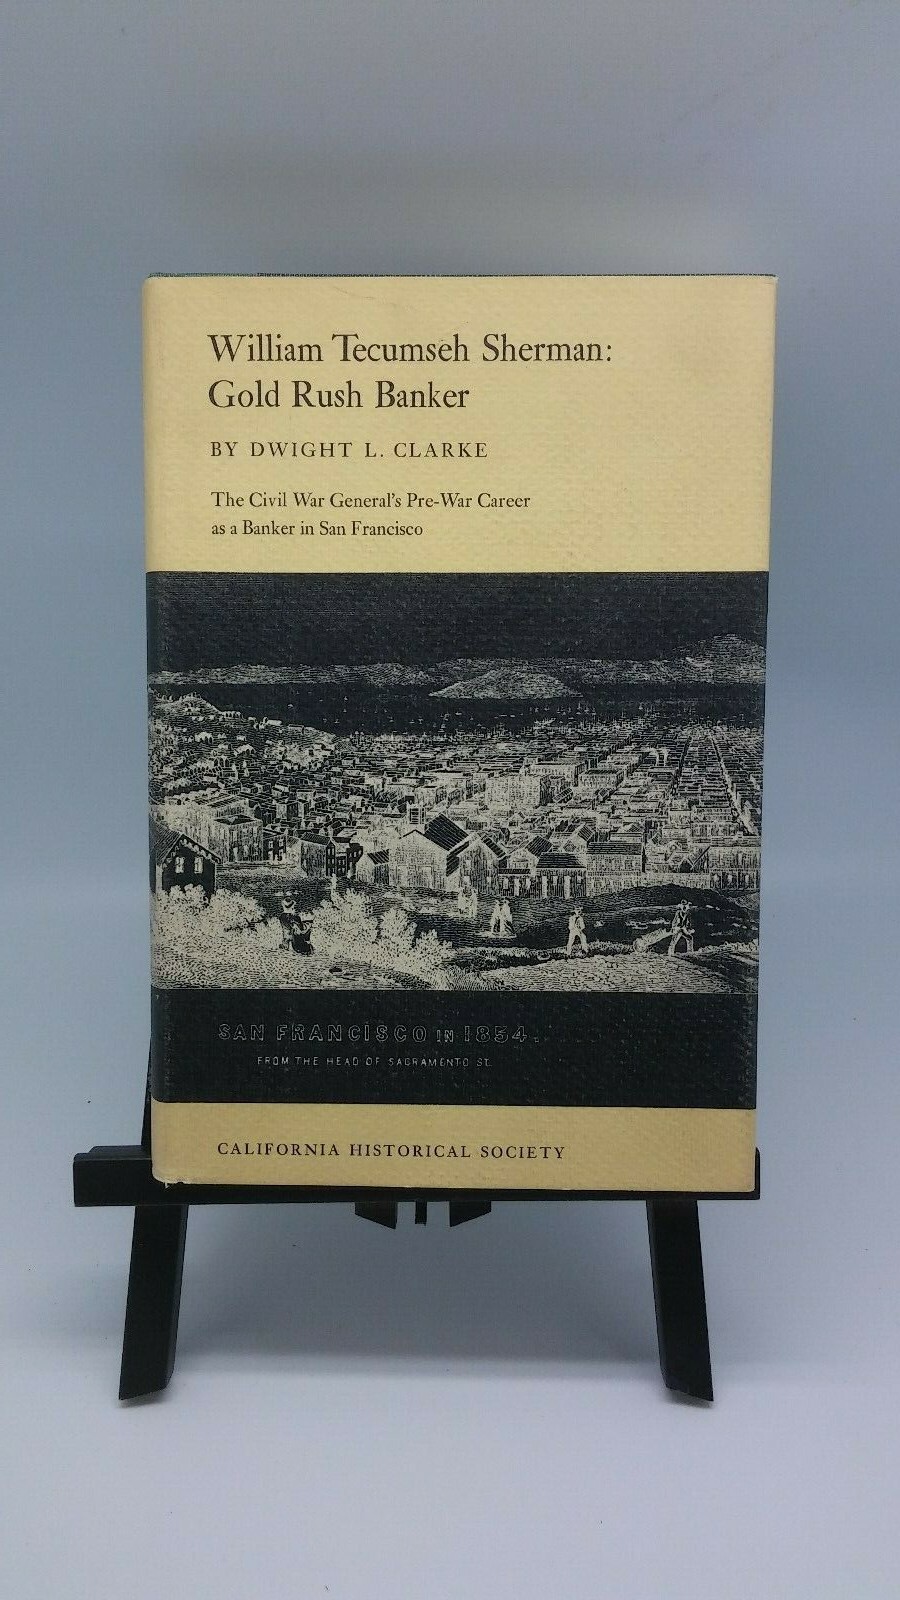 William Tecumseh Sherman:
Gold Rush Banker
BY DWIGHT L. CLARKE
The Civil War General's Pre-War Career
as a Banker in San Francisco
SAN FRANCISCO IN 1854.
FROM THE HEAD OF SACRAMENTO ST.
CALIFORNIA HISTORICAL SOCIETY